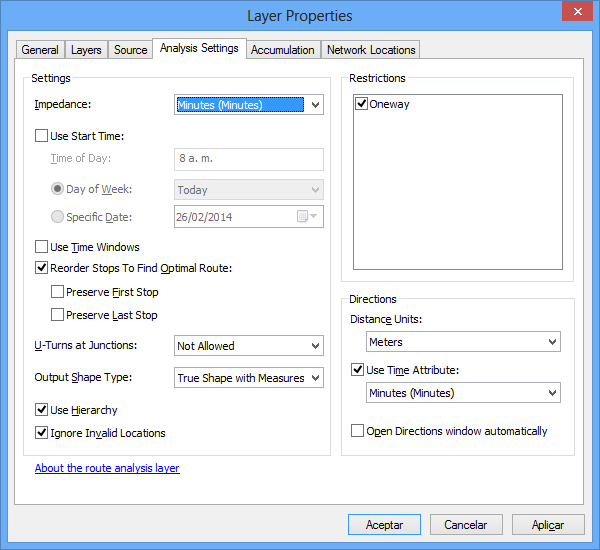 Layer Properties
General Layers Source Analysis Settings Accumulation Network Locations
Settings
Impedance: Minutes (Minutes)
Use Start Time:
Time of Day: 8 a. m.
Day of Week: Today
Specific Date: 26/02/2014
Use Time Windows
Reorder Stops To Find Optimal Route:
Preserve First Stop
Preserve Last Stop
U-Turns at Junctions: Not Allowed
Output Shape Type: True Shape with Measures
Use Hierarchy
Ignore Invalid Locations
About the route analysis layer
Restrictions
Oneway
Directions
Distance Units:
Meters
Use Time Attribute:
Minutes (Minutes)
Open Directions window automatically
Aceptar Cancelar Aplicar